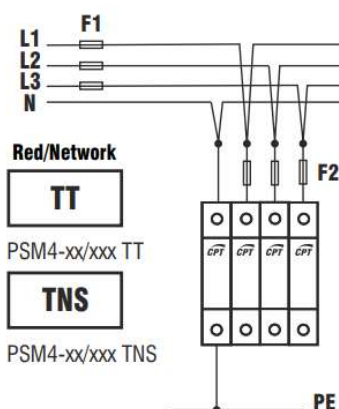 F1
L1
L2
L3
N
Red/Network
TT
F2
PSM4-xx/xxx TT
CPT CPT CPT CPT
TNS
PSM4-xx/xxx TNS
PE